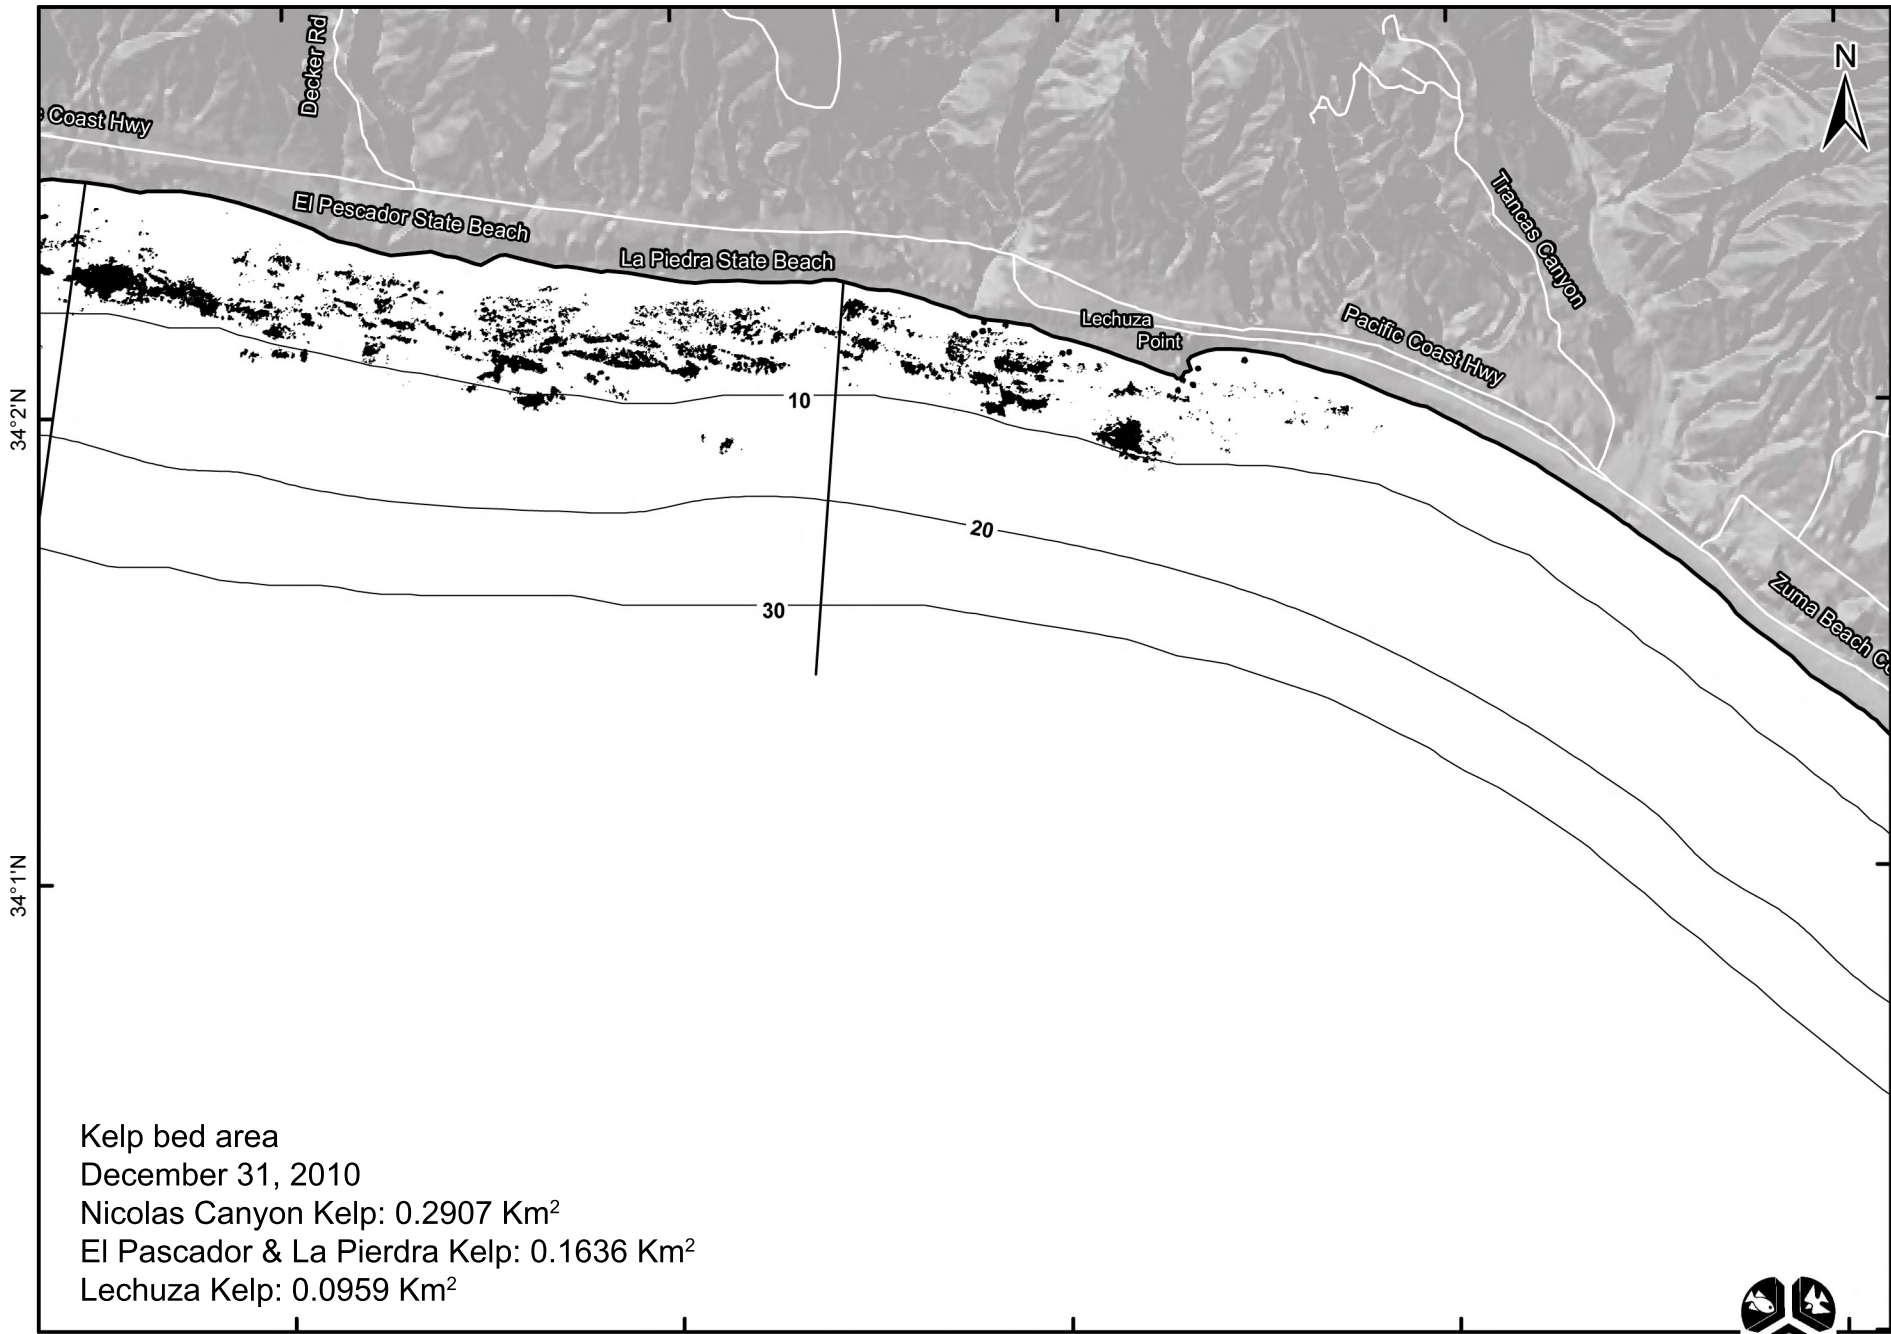 N
Decker Rd
Coast Hwy
El Pescador State Beach
La Piedra State Beach
Trancas Canyon
Lechuza
Point
Pacific Coast Hwy
34°2'N
10
20
30
Zuma Beach
34°1'N
Kelp bed area
December 31, 2010
Nicolas Canyon Kelp: 0.2907 Km²
El Pascador & La Pierdra Kelp: 0.1636 Km²
Lechuza Kelp: 0.0959 Km²